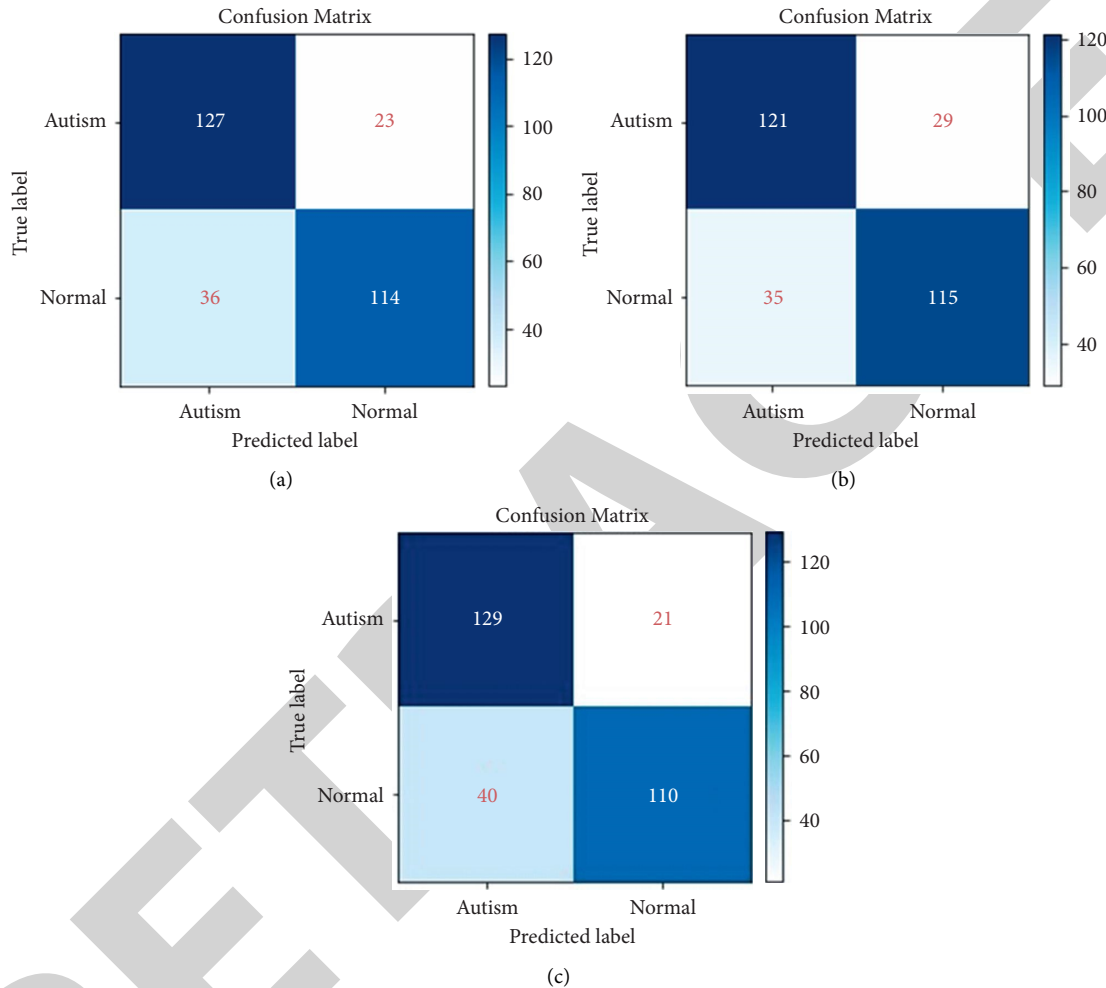 Confusion Matrix
Autism
Normal
True label
127
23
36
114
Autism
Normal
Predicted label
120
100
80
60
40
(a)
Confusion Matrix
Autism
Normal
True label
121
29
35
115
Autism
Normal
Predicted label
120
100
80
60
40
(b)
Confusion Matrix
Autism
Normal
True label
129
21
40
110
Autism
Normal
Predicted label
120
100
80
60
40
(c)